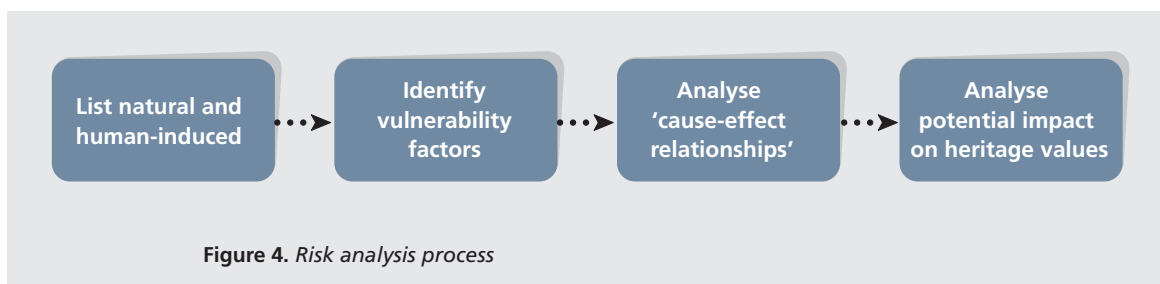 List natural and
human-induced
Identify
vulnerability
factors
Analyse
‘cause-effect
relationships’
Analyse
potential impact
on heritage values
Figure 4. Risk analysis process